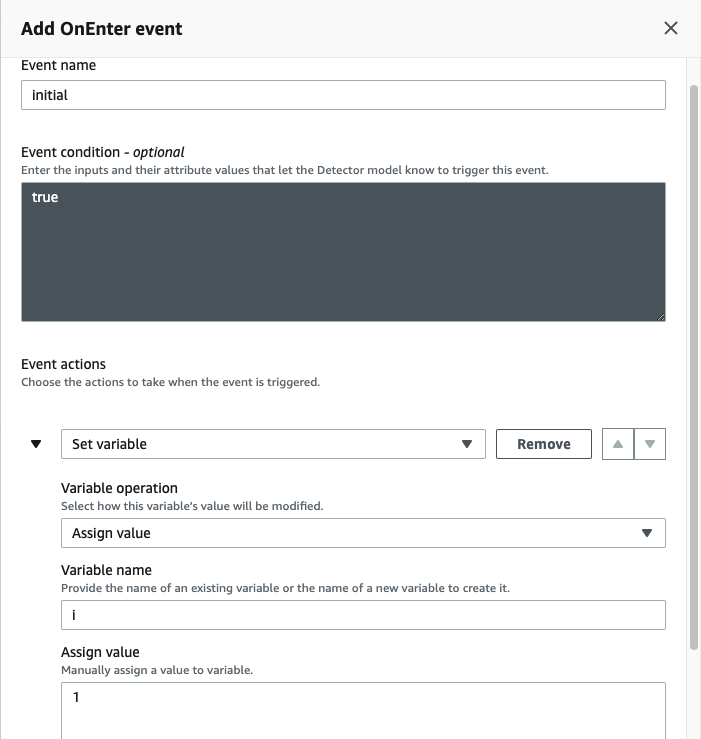 Add OnEnter event
Event name
initial
Event condition - optional
Enter the inputs and their attribute values that let the Detector model know to trigger this event.
true
Event actions
Choose the actions to take when the event is triggered.
Set variable
Remove
Variable operation
Select how this variable's value will be modified.
Assign value
Variable name
Provide the name of an existing variable or the name of a new variable to create it.
i
Assign value
Manually assign a value to variable.
1